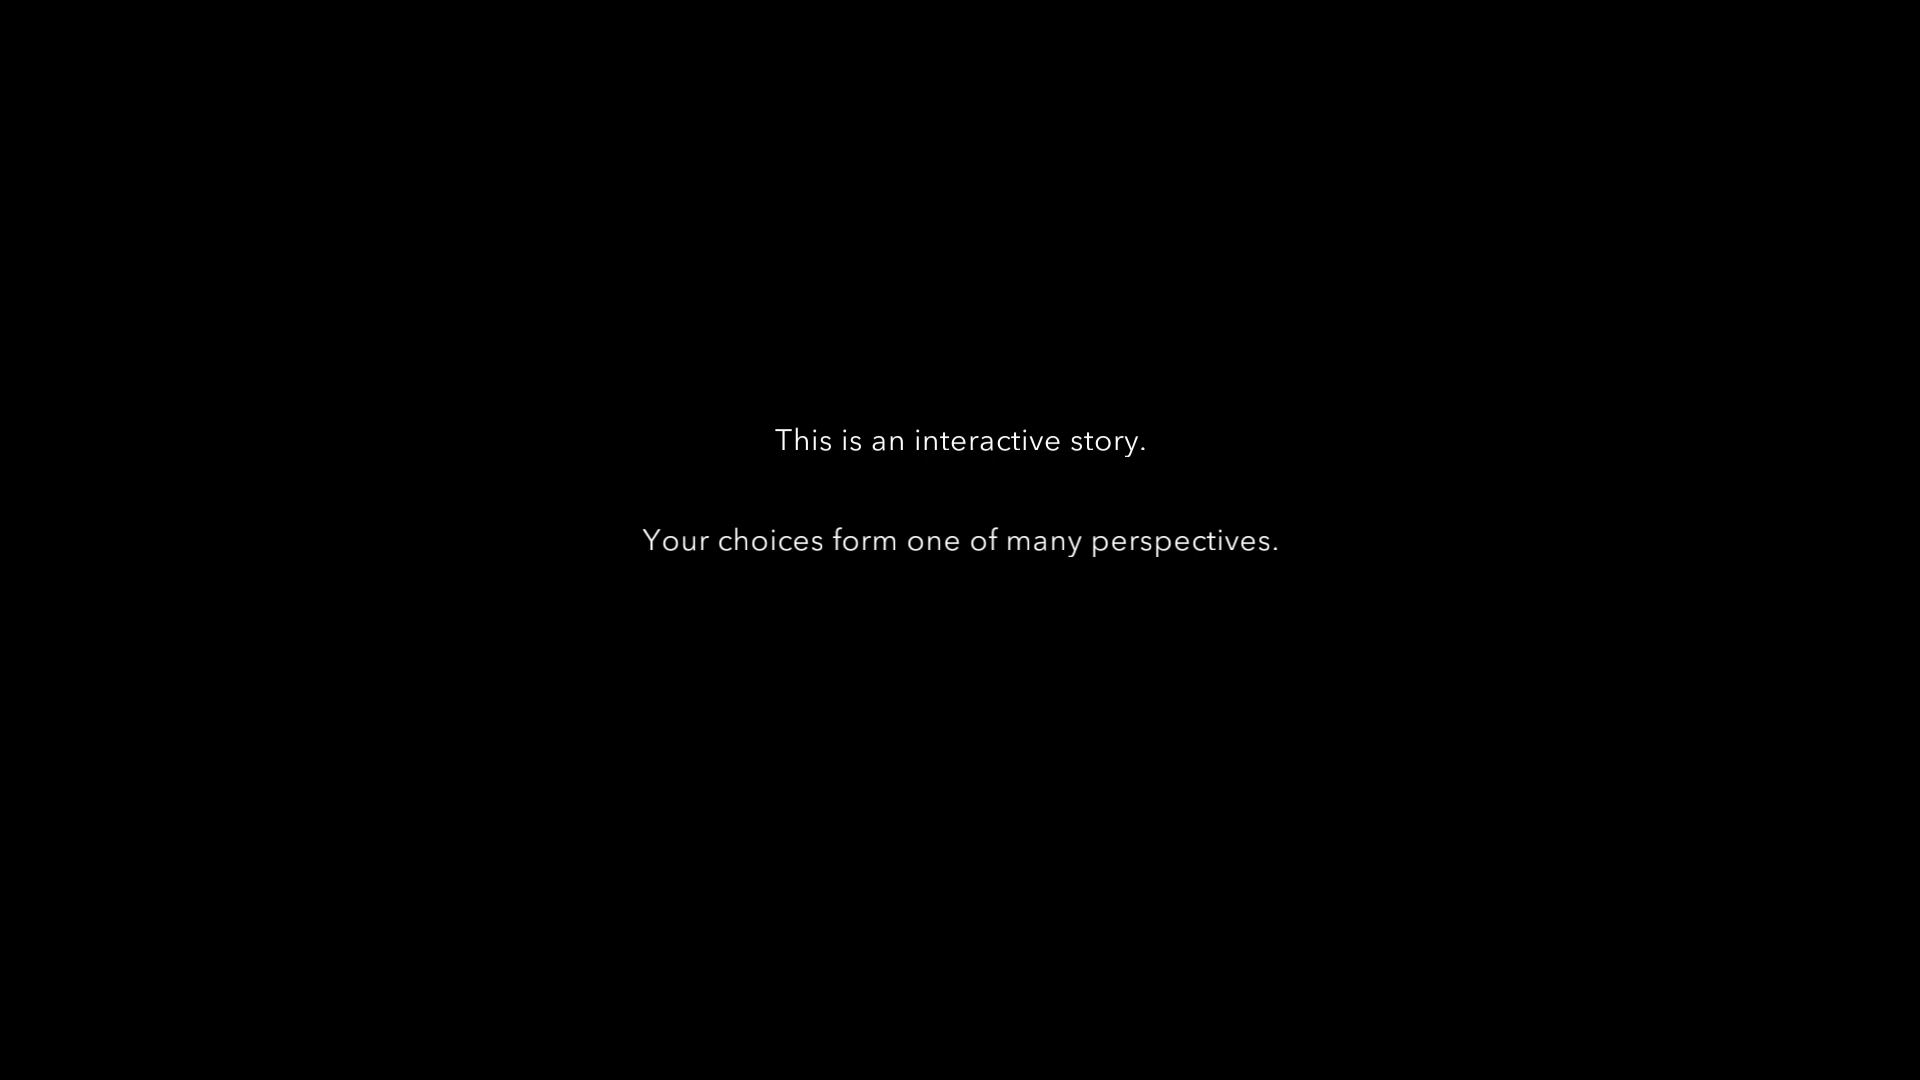 This is an interactive story.
Your choices form one of many perspectives.